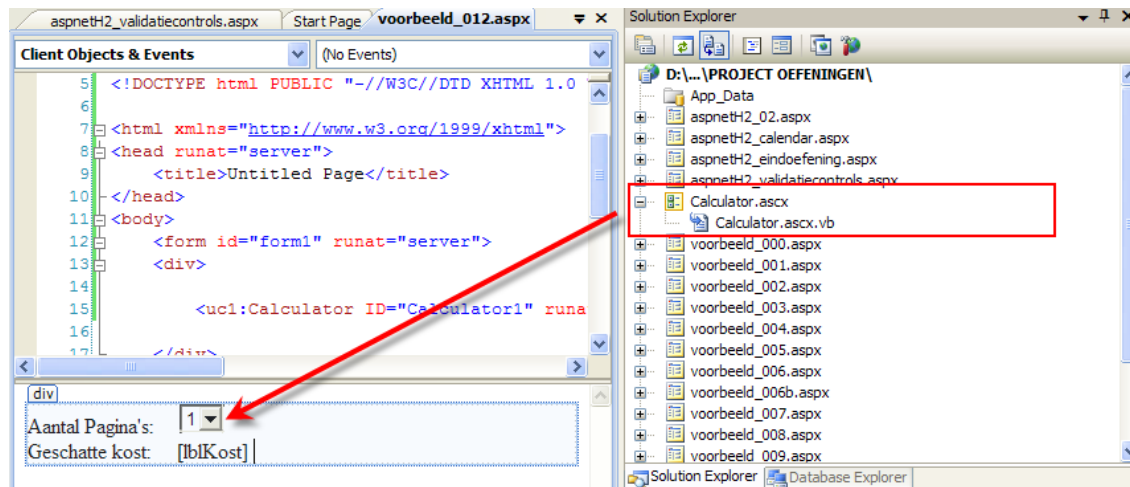 aspnetH2_validatiecontrols.aspx
Start Page
voorbeeld_012.aspx
Client Objects & Events
(No Events)
5 <!DOCTYPE html PUBLIC "-//W3C//DTD XHTML 1.0
6
7 <html xmlns="http://www.w3.org/1999/xhtml">
8 <head runat="server">
9 <title>Untitled Page</title>
10 </head>
11 <body>
12 <form id="form1" runat="server">
13 <div>
14
15 <uc1:Calculator ID="Calculator1" runa
16
17 </div>
div
Aantal Pagina's: 1
Geschatte kost: [lblKost]
Solution Explorer
D:\...\PROJECT OEFENINGEN\
App_Data
aspnetH2_02.aspx
aspnetH2_calendar.aspx
aspnetH2_eindoefening.aspx
aspnetH2_validatiecontrols.aspx
Calculator.ascx
Calculator.ascx.vb
voorbeeld_000.aspx
voorbeeld_001.aspx
voorbeeld_002.aspx
voorbeeld_003.aspx
voorbeeld_004.aspx
voorbeeld_005.aspx
voorbeeld_006.aspx
voorbeeld_006b.aspx
voorbeeld_007.aspx
voorbeeld_008.aspx
voorbeeld_009.aspx
Solution Explorer
Database Explorer